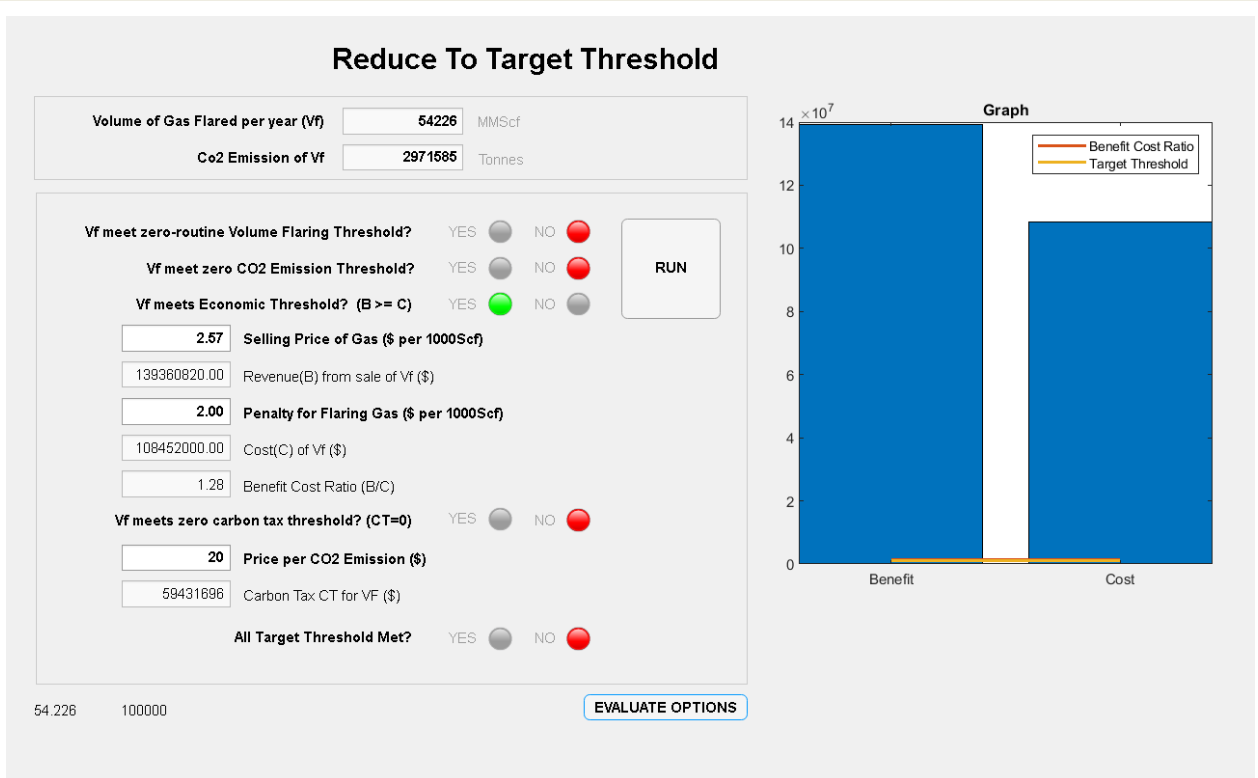 Reduce To Target Threshold
Volume of Gas Flared per year (Vf) 54226 MMScf
Co2 Emission of Vf 2971585 Tonnes
Vf meet zero-routine Volume Flaring Threshold? YES NO
Vf meet zero CO2 Emission Threshold? YES NO
RUN
Vf meets Economic Threshold? (B >= C) YES NO
2.57 Selling Price of Gas ($ per 1000Scf)
139360820.00 Revenue(B) from sale of Vf ($)
2.00 Penalty for Flaring Gas ($ per 1000Scf)
108452000.00 Cost(C) of Vf ($)
1.28 Benefit Cost Ratio (B/C)
Vf meets zero carbon tax threshold? (CT=0) YES NO
20 Price per CO2 Emission ($)
59431696 Carbon Tax CT for VF ($)
All Target Threshold Met? YES NO
54.226 100000
EVALUATE OPTIONS
Graph
×10^7
Benefit Cost Ratio
Target Threshold
14
12
10
8
6
4
2
0
Benefit Cost